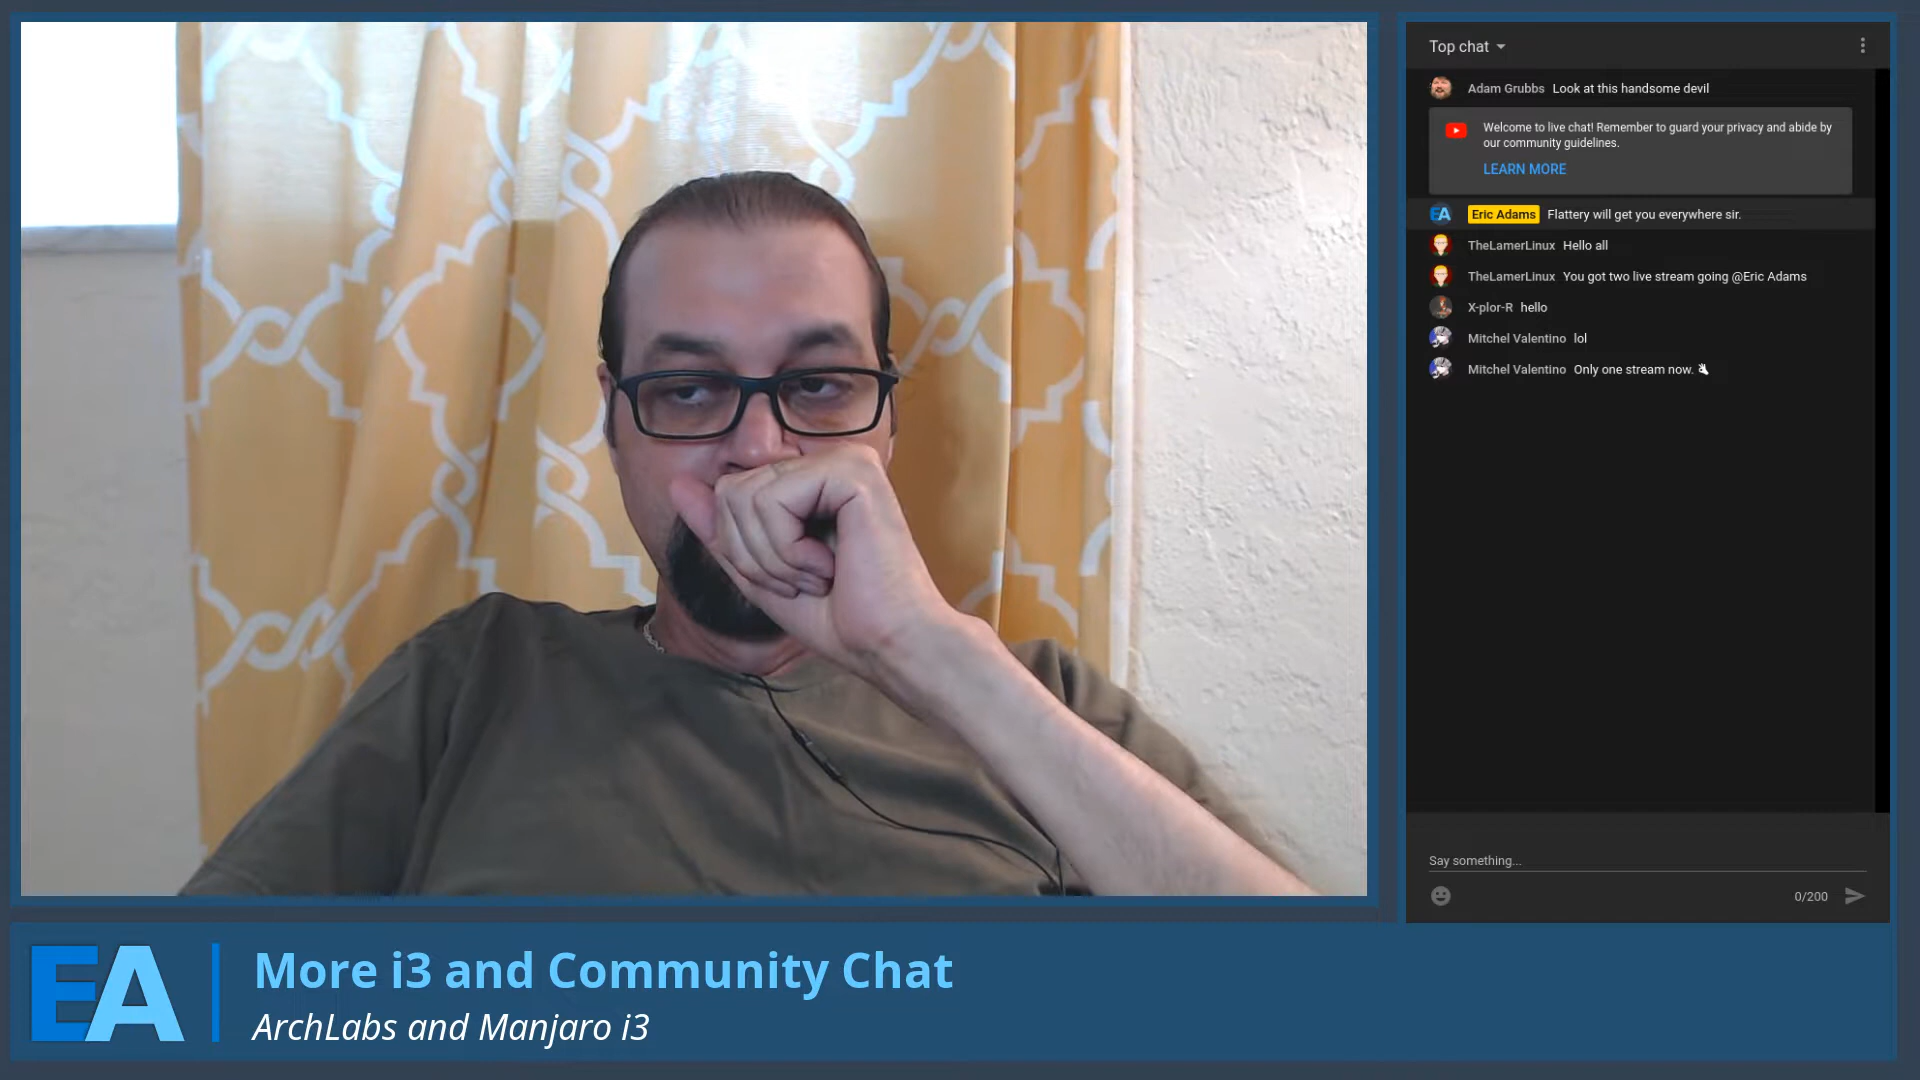 Top chat
Adam Grubbs Look at this handsome devil
Welcome to live chat! Remember to guard your privacy and abide by
our community guidelines.
LEARN MORE
EA Eric Adams Flattery will get you everywhere sir.
TheLamerLinux Hello all
TheLamerLinux You got two live stream going @Eric Adams
X-plor-R hello
Mitchel Valentino lol
Mitchel Valentino Only one stream now.
Say something...
0/200
EA
More i3 and Community Chat
ArchLabs and Manjaro i3